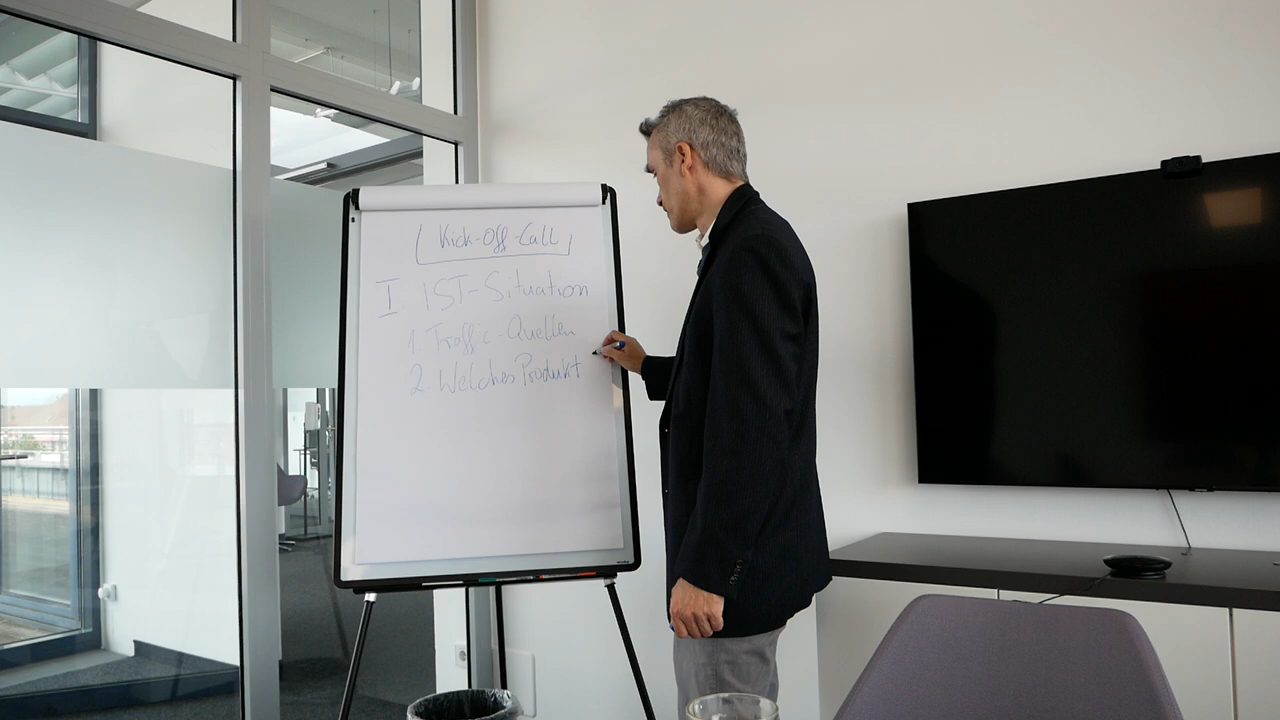 Kick-Off-Call
I IST-Situation
1. Traffic-Quellen
2. Welches Produkt